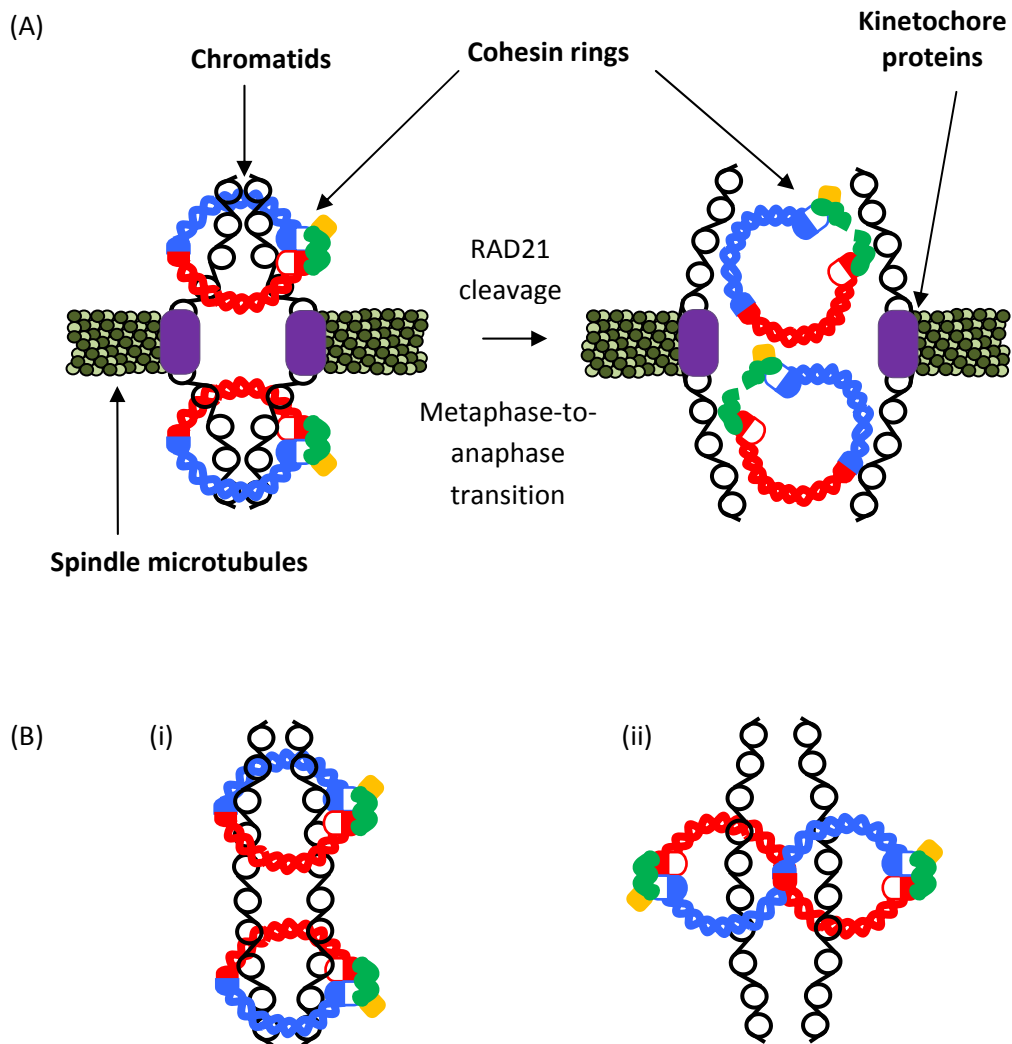 (A)
Chromatids
Cohesin rings
Kinetochore
proteins
RAD21
cleavage
Metaphase-to-
anaphase
transition
Spindle microtubules
(B)
(i)
(ii)